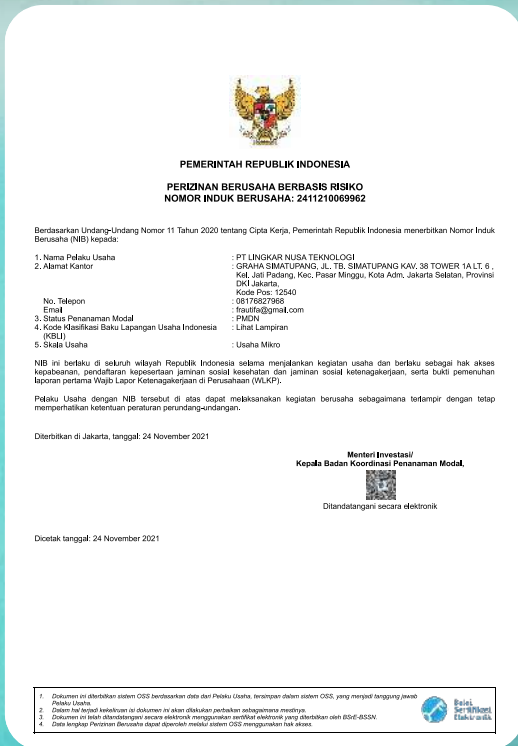 PEMERINTAH REPUBLIK INDONESIA
PERIZINAN BERUSAHA BERBASIS RISIKO
NOMOR INDUK BERUSAHA: 2411210069962
Berdasarkan Undang-Undang Nomor 11 Tahun 2020 tentang Cipta Kerja, Pemerintah Republik Indonesia menerbitkan Nomor Induk
Berusaha (NIB) kepada:
1. Nama Pelaku Usaha : PT LINGKAR NUSA TEKNOLOGI
2. Alamat Kantor : GRAHA SIMATUPANG, JL. TB. SIMATUPANG KAV. 38 TOWER 1A LT. 6 ,
Kel. Jati Padang, Kec. Pasar Minggu, Kota Adm. Jakarta Selatan, Provinsi
DKI Jakarta,
Kode Pos: 12540
No. Telepon : 08176827968
Email : frautifa@gmail.com
3. Status Penanaman Modal : PMDN
4. Kode Klasifikasi Baku Lapangan Usaha Indonesia : Lihat Lampiran
(KBLI)
5. Skala Usaha : Usaha Mikro
NIB ini berlaku di seluruh wilayah Republik Indonesia selama menjalankan kegiatan usaha dan berlaku sebagai hak akses
kepabeanan, pendaftaran kepesertaan jaminan sosial kesehatan dan jaminan sosial ketenagakerjaan, serta bukti pemenuhan
laporan pertama Wajib Lapor Ketenagakerjaan di Perusahaan (WLKP).
Pelaku Usaha dengan NIB tersebut di atas dapat melaksanakan kegiatan berusaha sebagaimana terlampir dengan tetap
memperhatikan ketentuan peraturan perundang-undangan.
Diterbitkan di Jakarta, tanggal: 24 November 2021
Menteri Investasi/
Kepala Badan Koordinasi Penanaman Modal,
Ditandatangani secara elektronik
Dicetak tanggal: 24 November 2021
1. Dokumen ini diterbitkan sistem OSS berdasarkan data dari Pelaku Usaha, tersimpan dalam sistem OSS, yang menjadi tanggung jawab
Pelaku Usaha.
2. Dalam hal terjadi kekeliruan isi dokumen ini akan dilakukan perbaikan sebagaimana mestinya.
3. Dokumen ini telah ditandatangani secara elektronik menggunakan sertifikat elektronik yang diterbitkan oleh BSrE-BSSN.
4. Data lengkap Perizinan Berusaha dapat diperoleh melalui sistem OSS menggunakan hak akses.
Balai
Sertifikasi
Elektronik